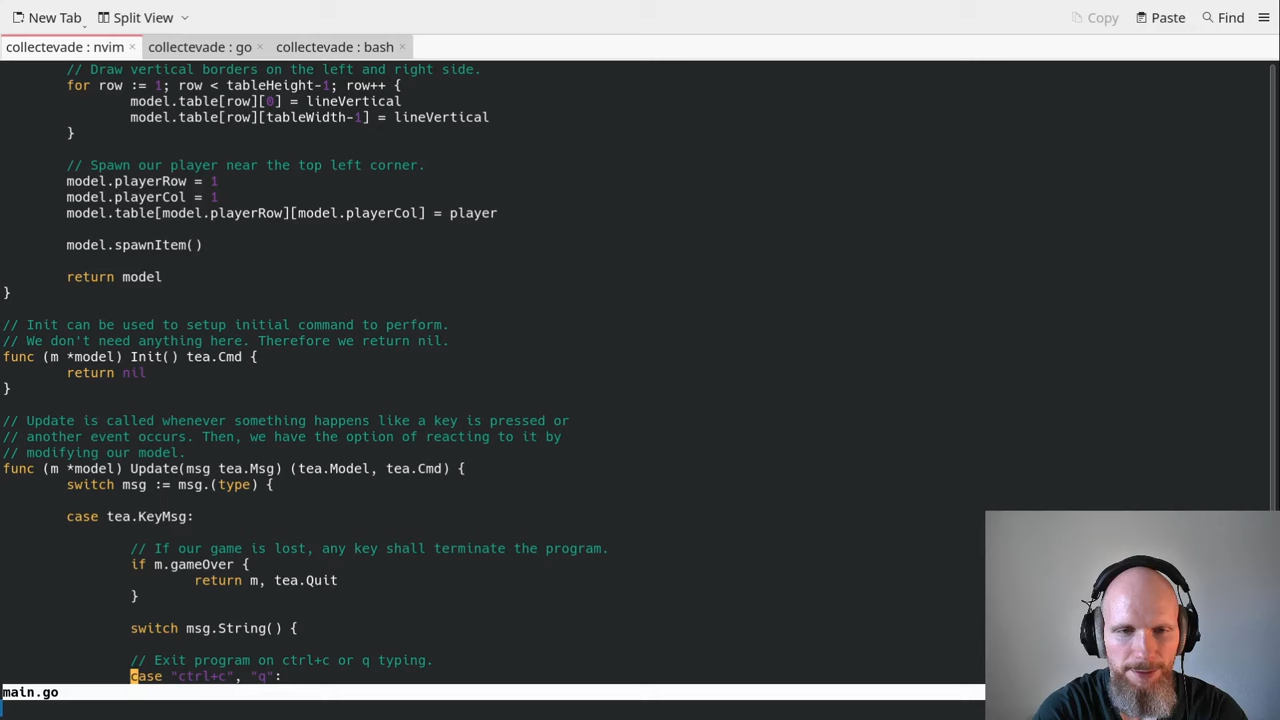 New Tab Split View Copy Paste Find
collectevade : nvim × collectevade : go × collectevade : bash ×
// Draw vertical borders on the left and right side.
for row := 1; row < tableHeight-1; row++ {
model.table[row][0] = lineVertical
model.table[row][tableWidth-1] = lineVertical
}
// Spawn our player near the top left corner.
model.playerRow = 1
model.playerCol = 1
model.table[model.playerRow][model.playerCol] = player
model.spawnItem()
return model
}
// Init can be used to setup initial command to perform.
// We don't need anything here. Therefore we return nil.
func (m *model) Init() tea.Cmd {
return nil
}
// Update is called whenever something happens like a key is pressed or
// another event occurs. Then, we have the option of reacting to it by
// modifying our model.
func (m *model) Update(msg tea.Msg) (tea.Model, tea.Cmd) {
switch msg := msg.(type) {
case tea.KeyMsg:
// If our game is lost, any key shall terminate the program.
if m.gameOver {
return m, tea.Quit
}
switch msg.String() {
// Exit program on ctrl+c or q typing.
case "ctrl+c", "q":
main.go